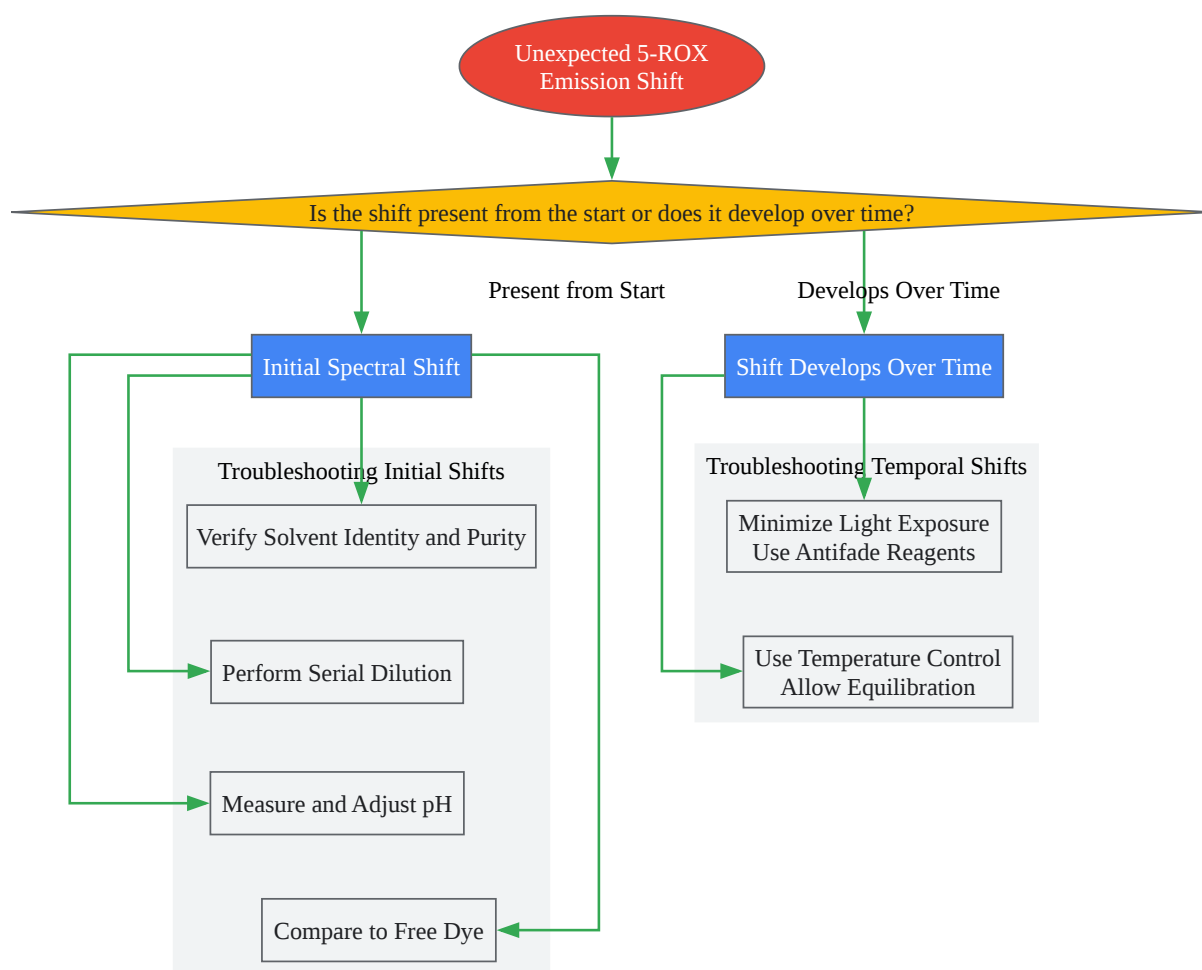 Unexpected 5-ROX
Emission Shift
Is the shift present from the start or does it develop over time?
Present from Start
Develops Over Time
Initial Spectral Shift
Shift Develops Over Time
Troubleshooting Initial Shifts
Troubleshooting Temporal Shifts
Verify Solvent Identity and Purity
Minimize Light Exposure
Use Antifade Reagents
Perform Serial Dilution
Use Temperature Control
Allow Equilibration
Measure and Adjust pH
Compare to Free Dye